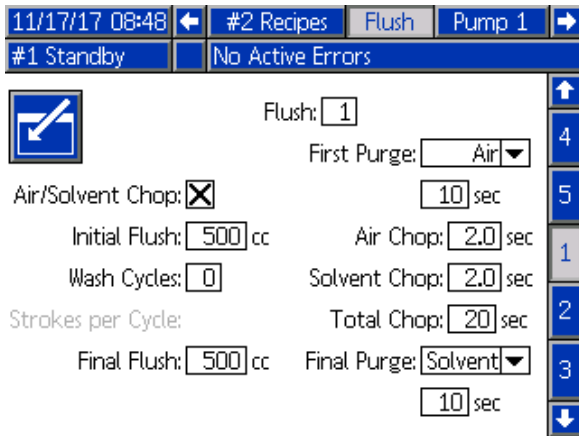 11/17/17 08:48 #2 Recipes Flush Pump 1
#1 Standby No Active Errors
Flush: 1
First Purge: Air
Air/Solvent Chop: 10 sec
Initial Flush: 500 cc Air Chop: 2.0 sec
Wash Cycles: 0 Solvent Chop: 2.0 sec
Strokes per Cycle: Total Chop: 20 sec
Final Flush: 500 cc Final Purge: Solvent
10 sec
4
5
1
2
3